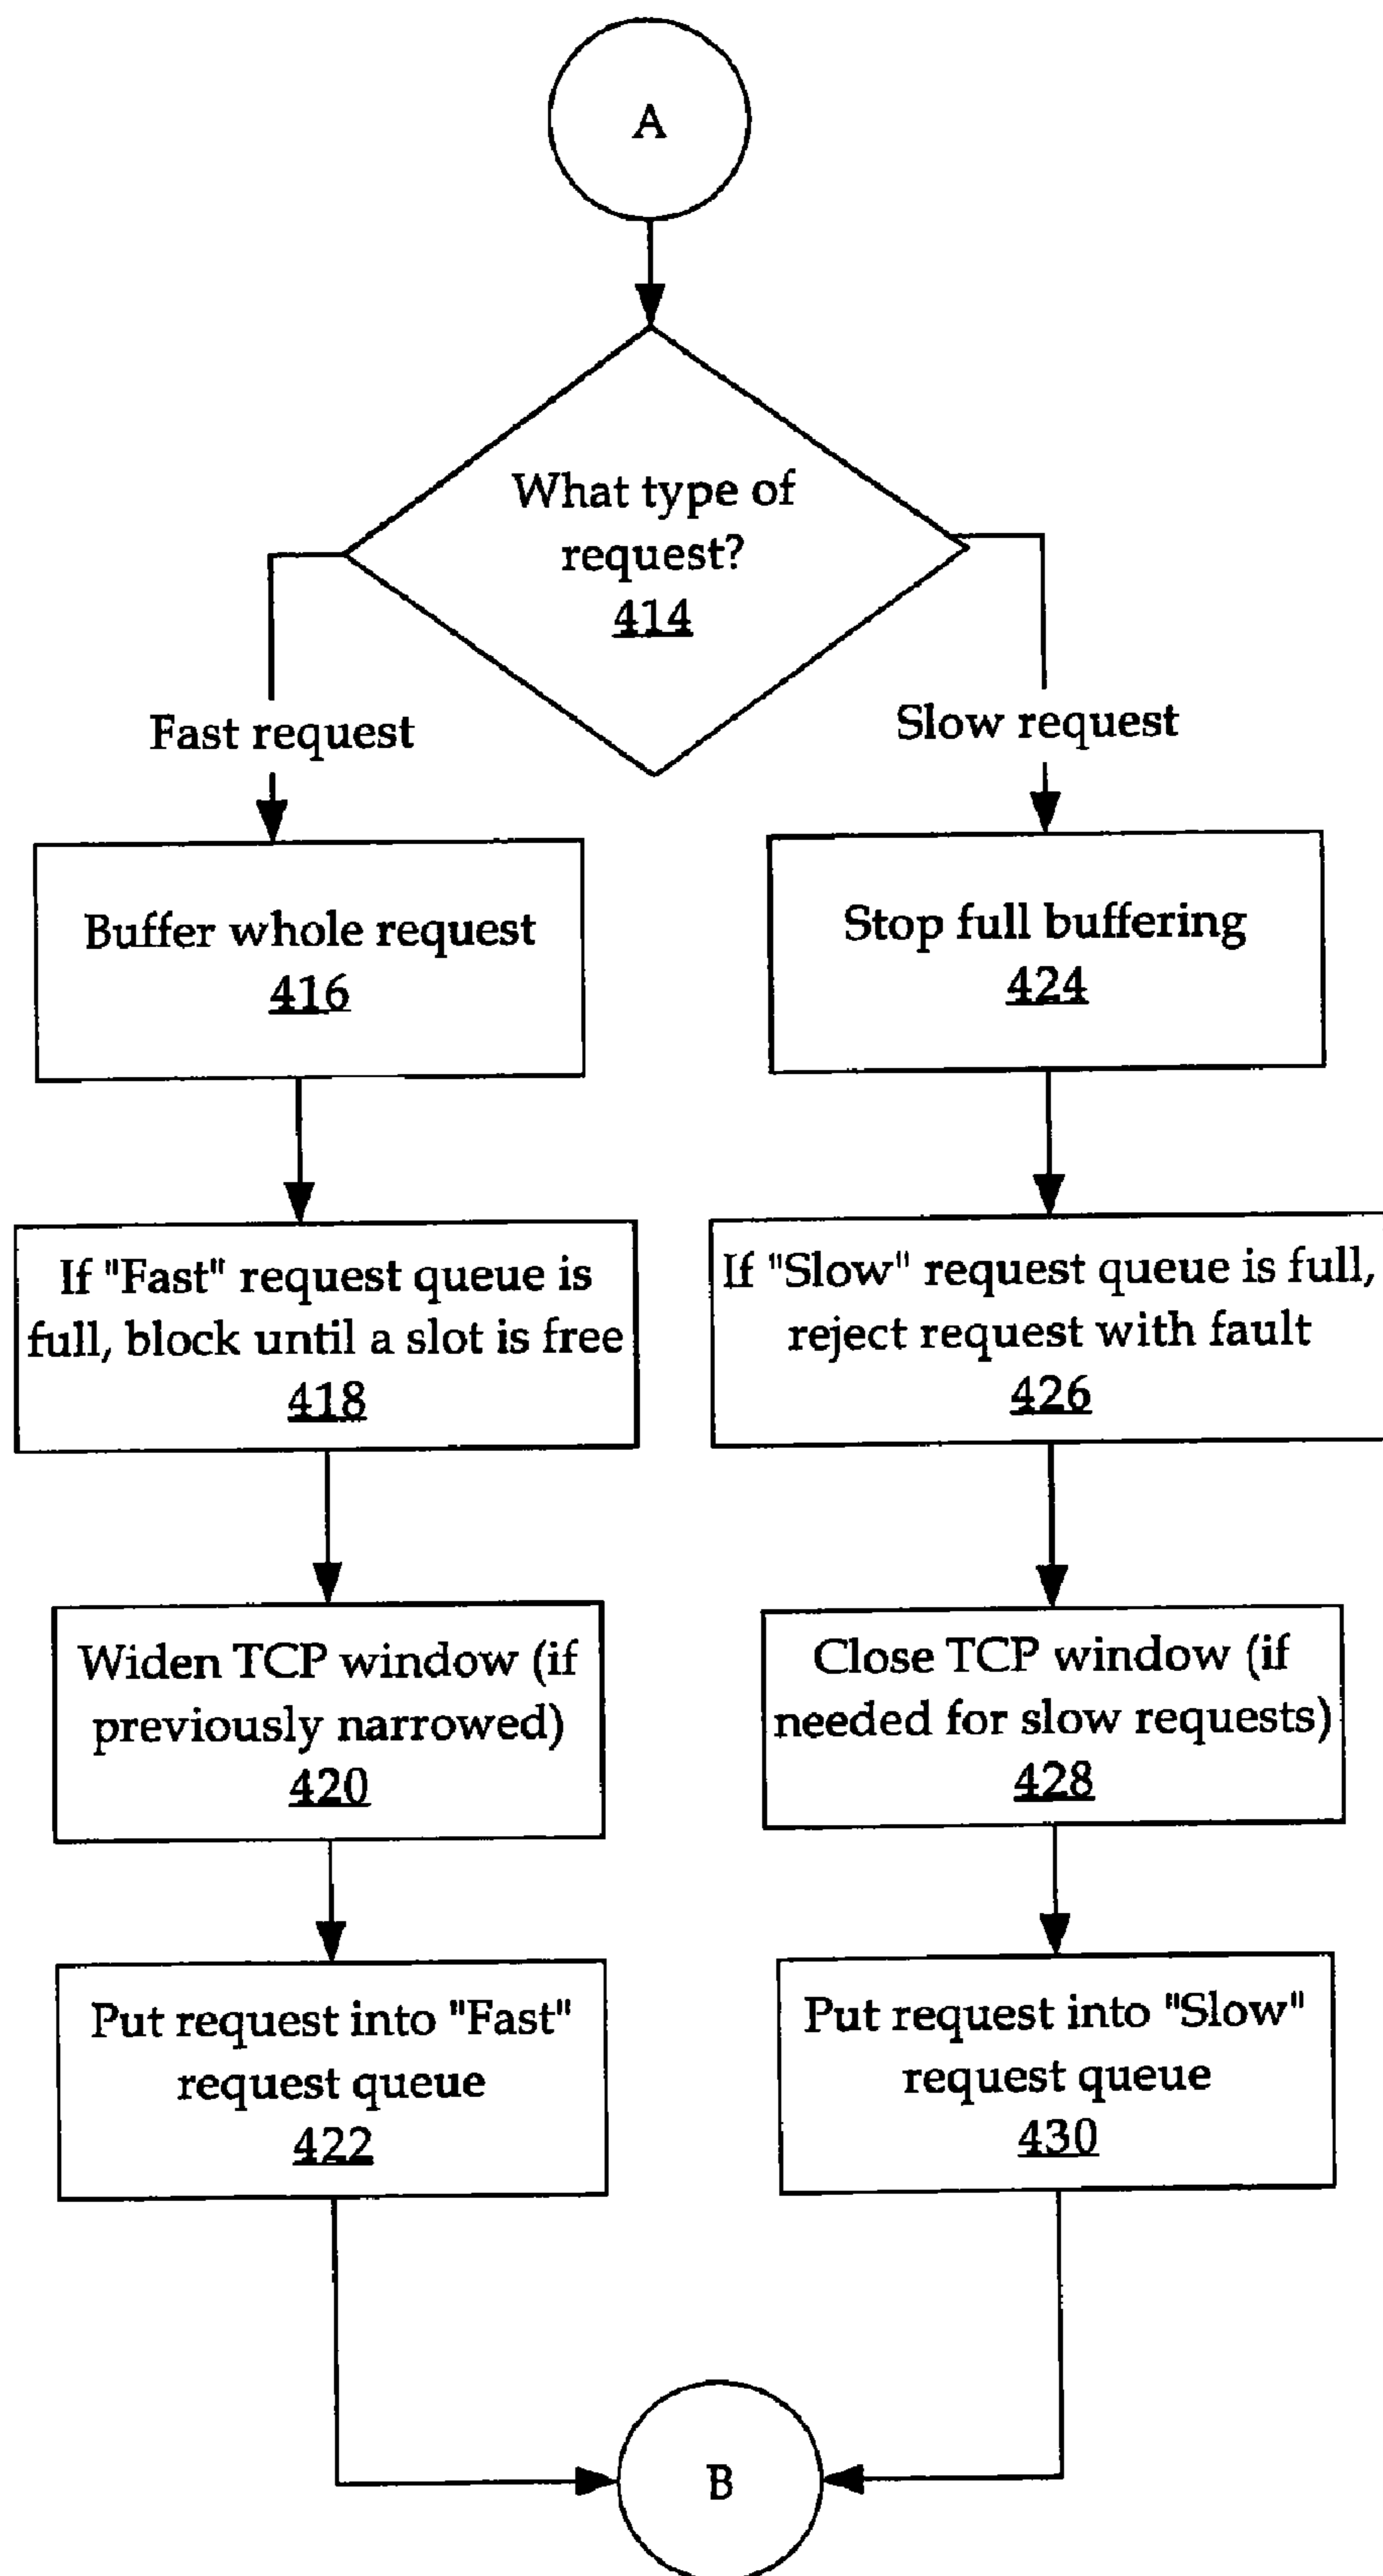 A
What type of
request?
414
Fast request
Slow request
Buffer whole request
416
Stop full buffering
424
If "Fast" request queue is
full, block until a slot is free
418
If "Slow" request queue is full,
reject request with fault
426
Widen TCP window (if
previously narrowed)
420
Close TCP window (if
needed for slow requests)
428
Put request into "Fast"
request queue
422
Put request into "Slow"
request queue
430
B